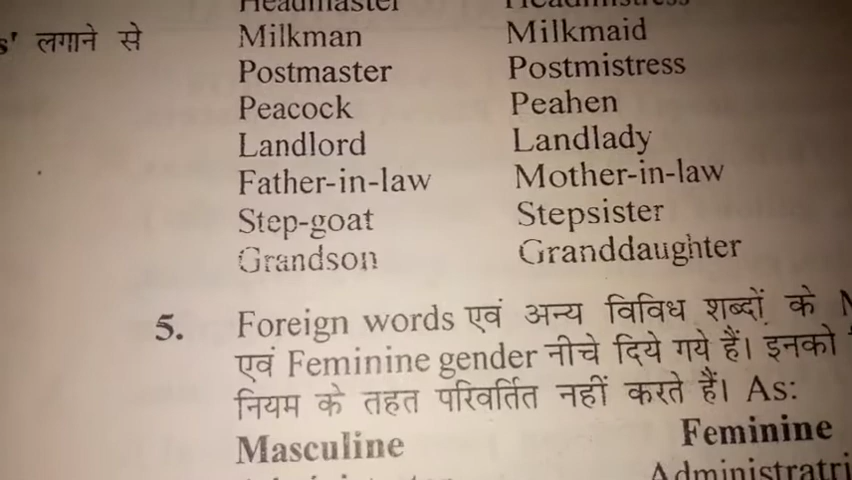 Headmaster Headmistress
s' लगाने से Milkman Milkmaid
Postmaster Postmistress
Peacock Peahen
Landlord Landlady
Father-in-law Mother-in-law
Step-goat Stepsister
Grandson Granddaughter
5. Foreign words एवं अन्य विविध शब्दों के
एवं Feminine gender नीचे दिये गये हैं। इनको
नियम के तहत परिवर्तित नहीं करते हैं। As:
Masculine Feminine